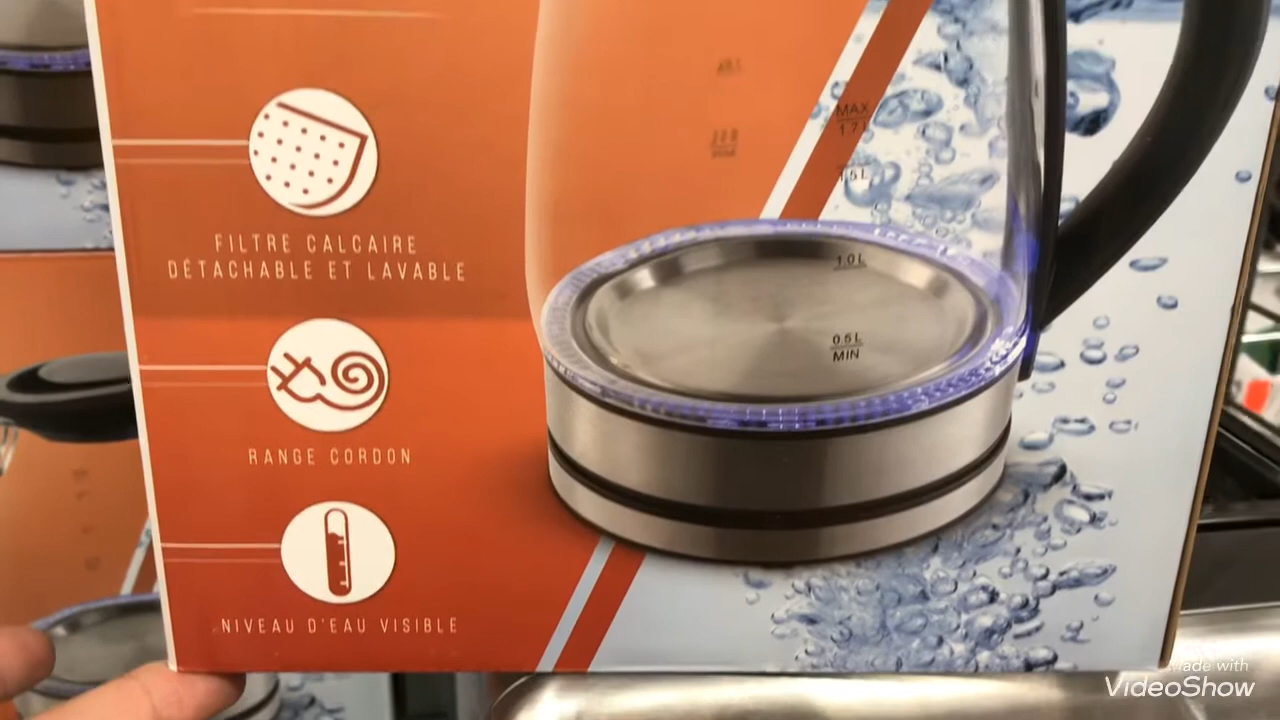 FILTRE CALCAIRE
DÉTACHABLE ET LAVABLE
RANGE CORDON
NIVEAU D'EAU VISIBLE
MAX
1.7L
1.5L
1.0L
0.5L
MIN
Made with
VideoShow